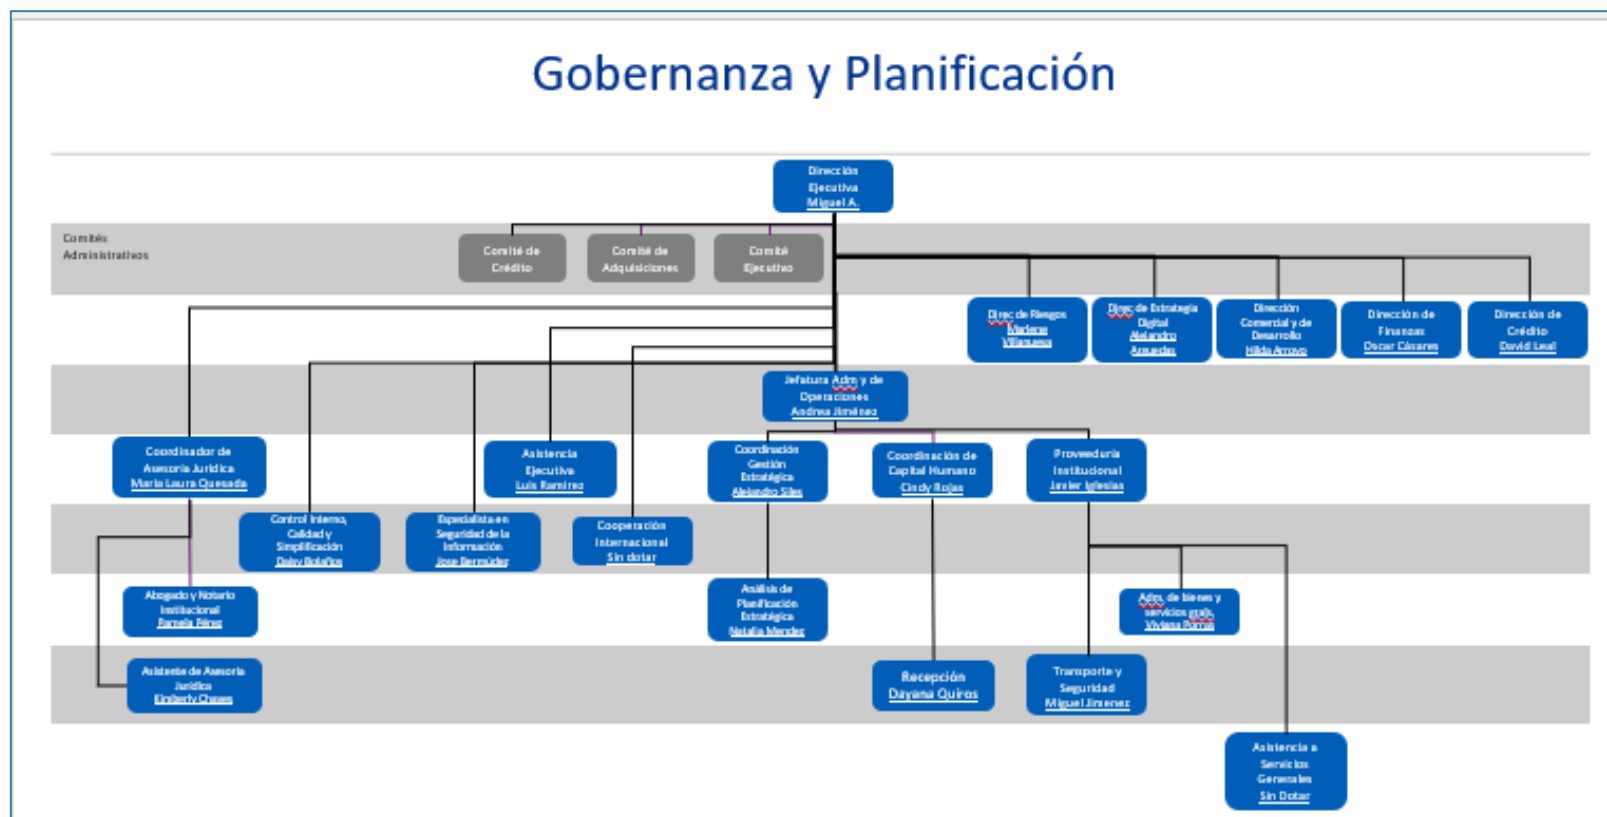 Gobernanza y Planificación
Dirección
Ejecutiva
Miguel A.
Comités
Administrativos
Comité de
Crédito
Comité de
Adquisiciones
Comité
Ejecutivo
Direc de Riesgos
Marlene
Villanueva
Direc de Estrategia
Digital
Alejandro
Dirección
Comercial y de
Desarrollo
Hilda Arroyo
Dirección de
Finanzas
Oscar Cásares
Dirección de
Crédito
David Leal
Jefatura Adm y de
Operaciones
Andrea Jiménez
Coordinador de
Asesoría Jurídica
María Laura Quesada
Asistencia
Ejecutiva
Luis Ramírez
Coordinación
Gestión
Estratégica
Alejandro Siles
Coordinación de
Capital Humano
Cindy Rojas
Proveeduría
Institucional
Javier Iglesias
Control Interno,
Calidad y
Simplificación
Daisy Bolaños
Especialista en
Seguridad de la
Información
Jose Bermúdez
Cooperación
Internacional
Sin dotar
Abogado y Notario
Institucional
Pamela Pérez
Análisis de
Planificación
Estratégica
Natalia Mendez
Adm. de bienes y
servicios grals.
Viviana Porras
Asistente de Asesoría
Jurídica
Kimberly Chaves
Recepción
Dayana Quiros
Transporte y
Seguridad
Miguel Jimenez
Asistencia a
Servicios
Generales
Sin Dotar